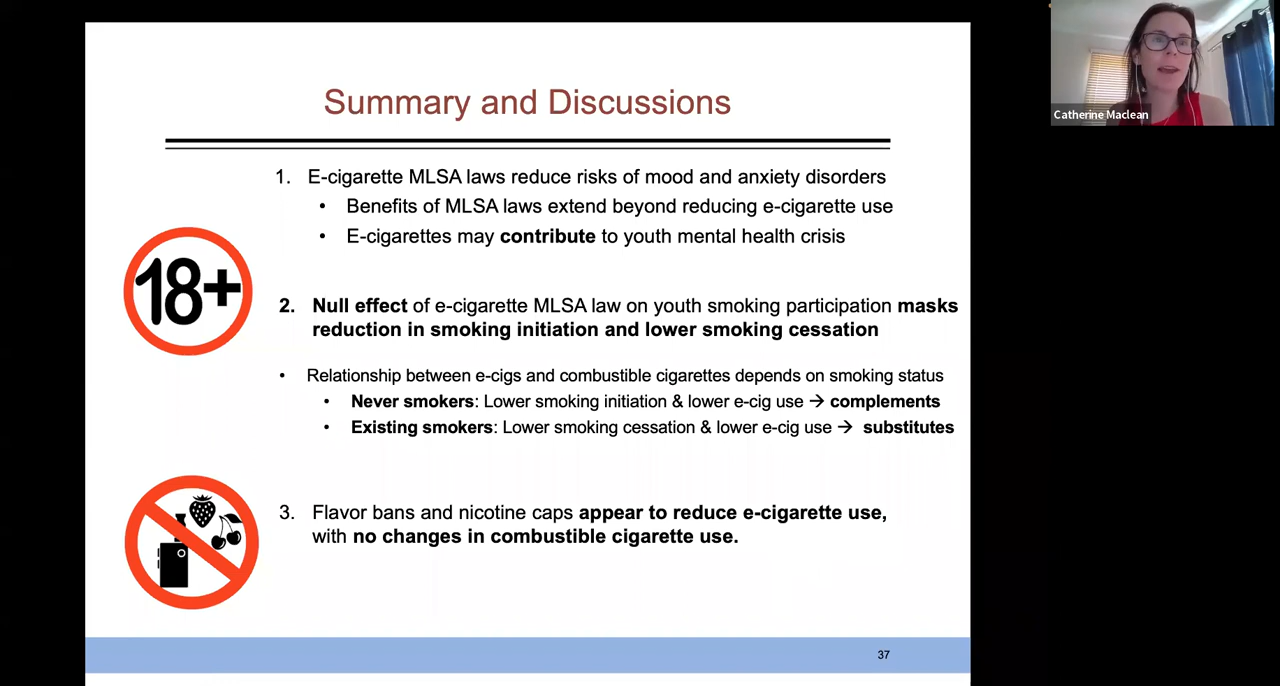 Summary and Discussions
1. E-cigarette MLSA laws reduce risks of mood and anxiety disorders
• Benefits of MLSA laws extend beyond reducing e-cigarette use
• E-cigarettes may contribute to youth mental health crisis
18+
2. Null effect of e-cigarette MLSA law on youth smoking participation masks
reduction in smoking initiation and lower smoking cessation
• Relationship between e-cigs and combustible cigarettes depends on smoking status
• Never smokers: Lower smoking initiation & lower e-cig use → complements
• Existing smokers: Lower smoking cessation & lower e-cig use → substitutes
3. Flavor bans and nicotine caps appear to reduce e-cigarette use,
with no changes in combustible cigarette use.
37
Catherine Maclean